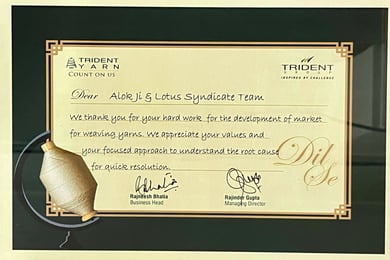 TRIDENT
YARN
COUNT ON US
TRIDENT
GROUP
INSPIRED BY CHALLENGE
Dear Alok Ji & Lotus Syndicate Team
We thank you for your hard work for the development of market
for weaving yarns. We appreciate your values and
your focused approach to understand the root cause
for quick resolution.
Dil
Se
Rajneesh Bhatia
Business Head
Rajinder Gupta
Managing Director